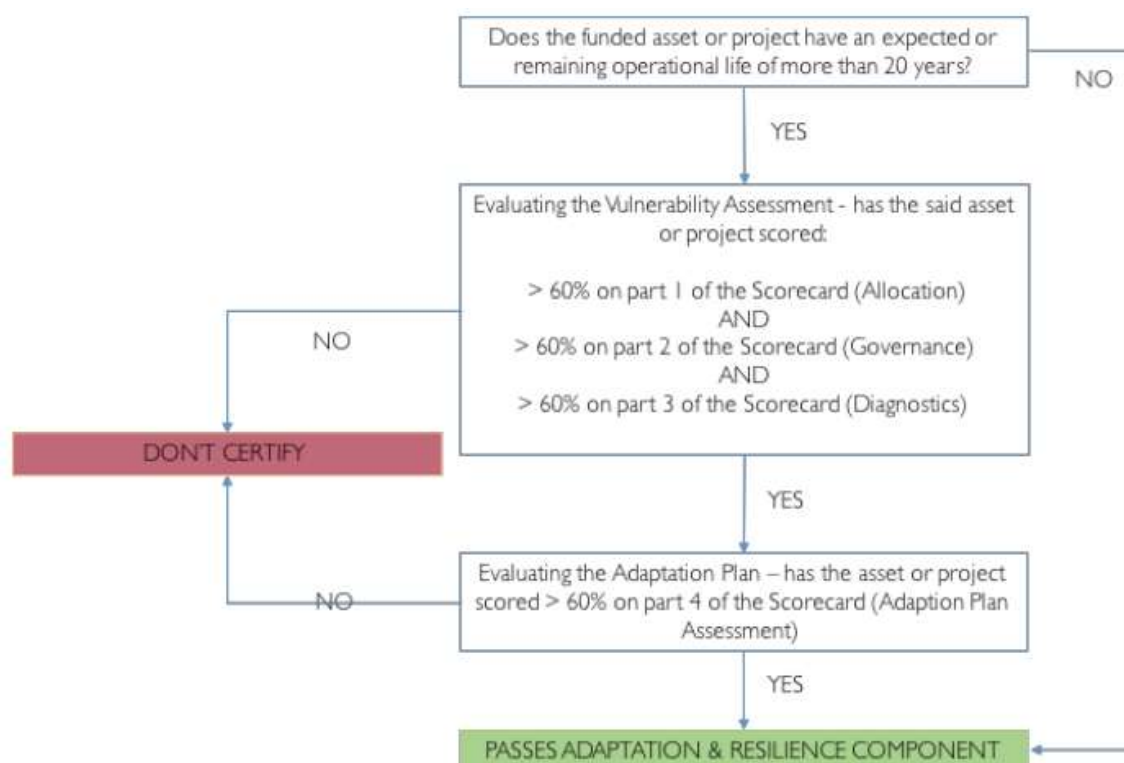 Does the funded asset or project have an expected or
remaining operational life of more than 20 years?
NO
YES
Evaluating the Vulnerability Assessment - has the said asset
or project scored:
> 60% on part 1 of the Scorecard (Allocation)
AND
> 60% on part 2 of the Scorecard (Governance)
AND
> 60% on part 3 of the Scorecard (Diagnostics)
NO
DON'T CERTIFY
YES
Evaluating the Adaptation Plan – has the asset or project
scored > 60% on part 4 of the Scorecard (Adaption Plan
Assessment)
NO
YES
PASSES ADAPTATION & RESILIENCE COMPONENT